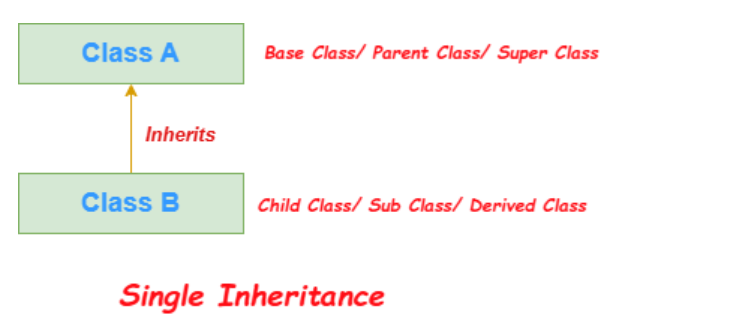 Class A
Base Class/ Parent Class/ Super Class
Inherits
Class B
Child Class/ Sub Class/ Derived Class
Single Inheritance